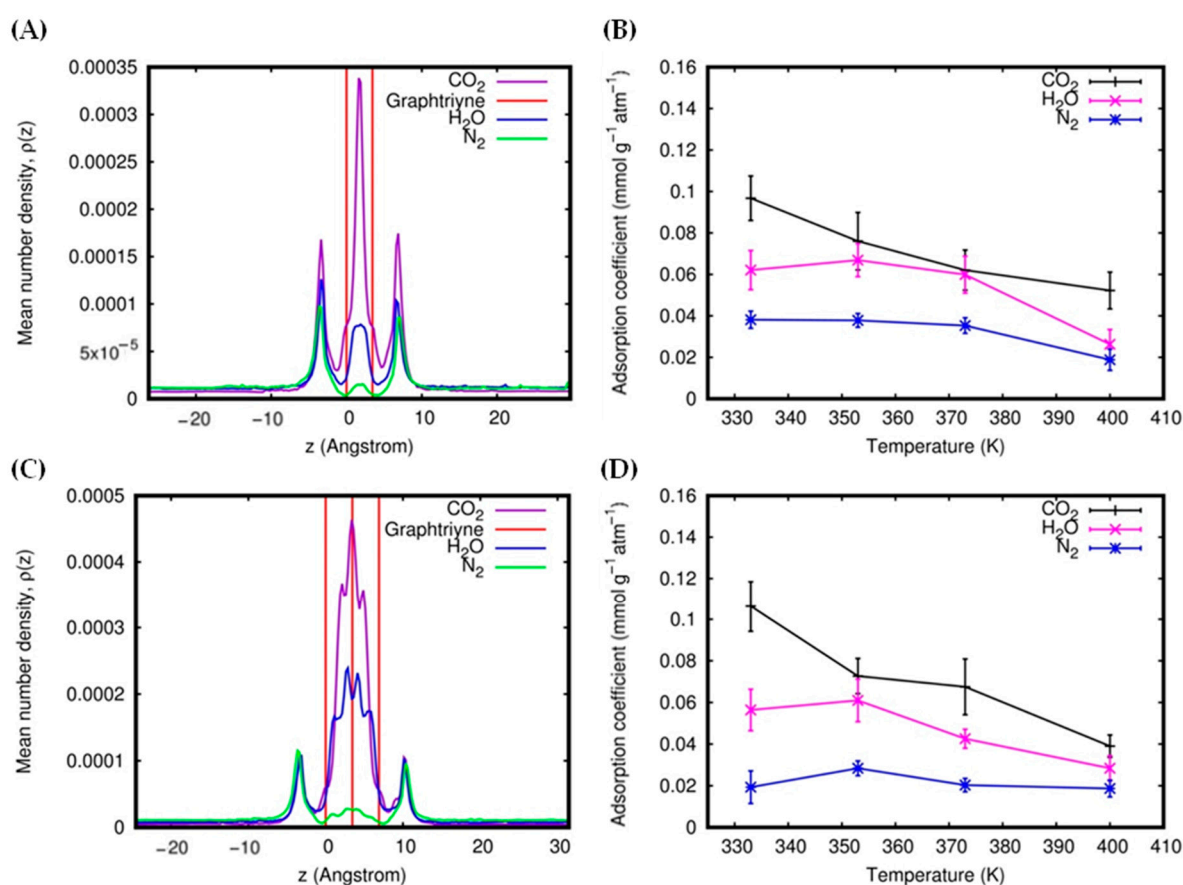 (A)
Mean number density, ρ(z)
0.00035
0.0003
0.00025
0.0002
0.00015
0.0001
5x10⁻⁵
0
CO₂
Graphtriyne
H₂O
N₂
−20
−10
0
10
20
z (Angstrom)
(B)
Adsorption coefficient (mmol g⁻¹ atm⁻¹)
0.16
0.14
0.12
0.1
0.08
0.06
0.04
0.02
0
CO₂
H₂O
N₂
330
340
350
360
370
380
390
400
410
Temperature (K)
(C)
Mean number density, ρ(z)
0.0005
0.0004
0.0003
0.0002
0.0001
0
CO₂
Graphtriyne
H₂O
N₂
−20
−10
0
10
20
30
z (Angstrom)
(D)
Adsorption coefficient (mmol g⁻¹ atm⁻¹)
0.16
0.14
0.12
0.1
0.08
0.06
0.04
0.02
0
CO₂
H₂O
N₂
330
340
350
360
370
380
390
400
410
Temperature (K)